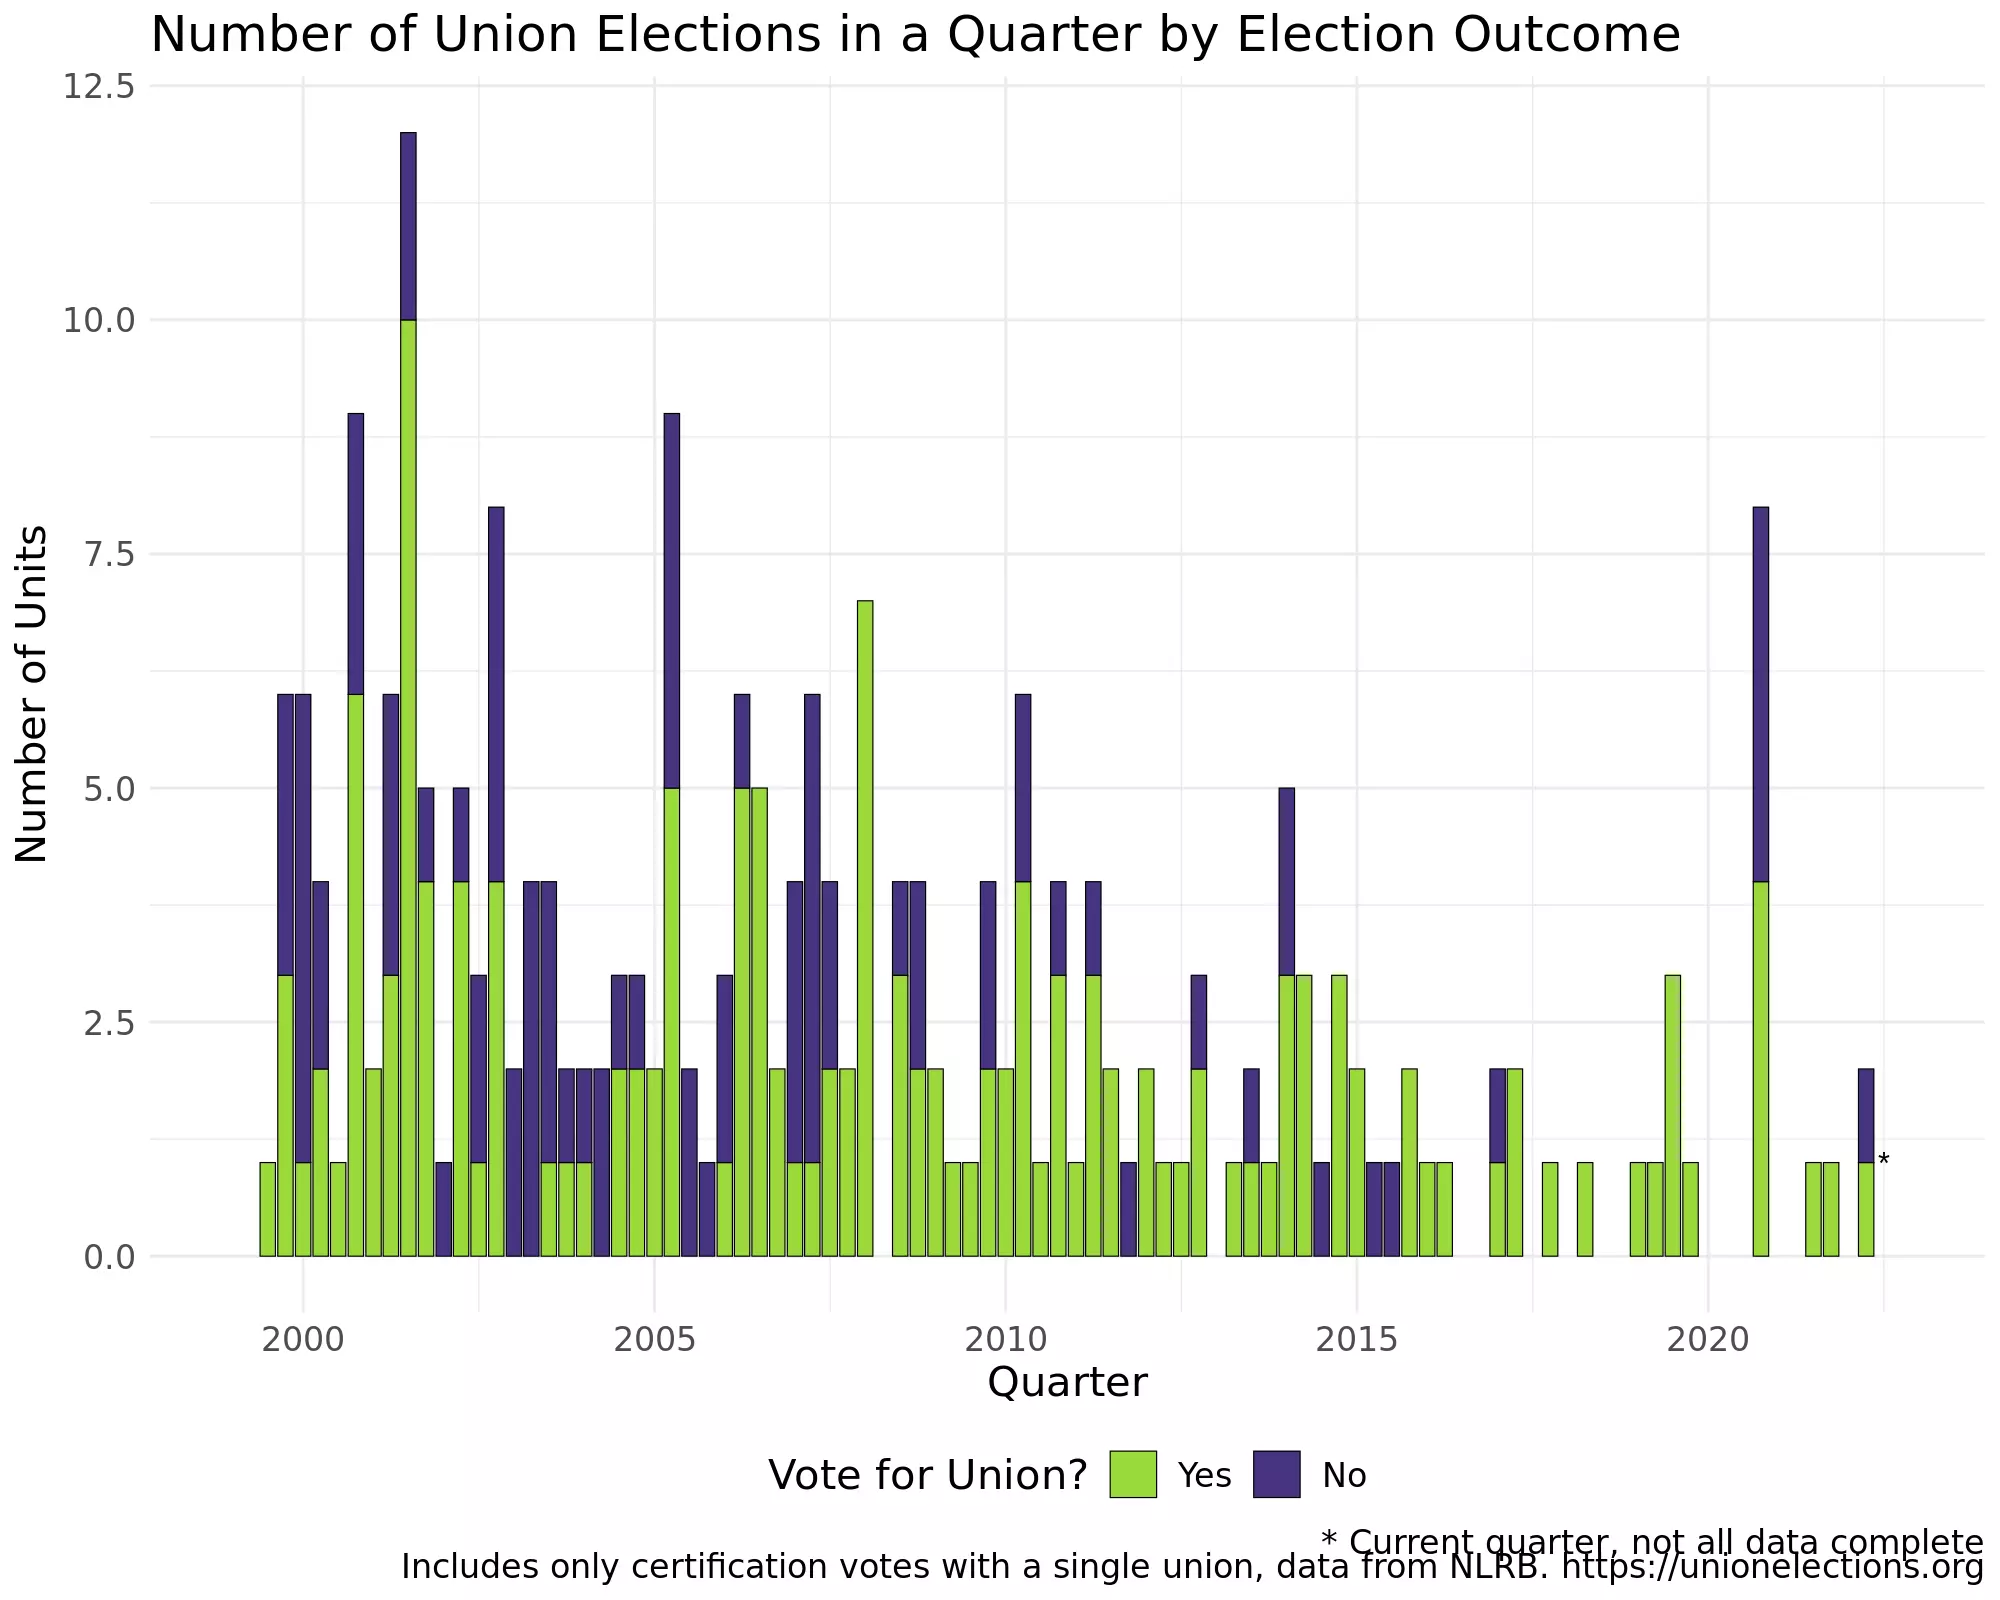 Number of Union Elections in a Quarter by Election Outcome
12.5
10.0
7.5
5.0
2.5
0.0
Number of Units
2000 2005 2010 2015 2020
*
Quarter
Vote for Union? Yes No
* Current quarter, not all data complete
Includes only certification votes with a single union, data from NLRB. https://unionelections.org